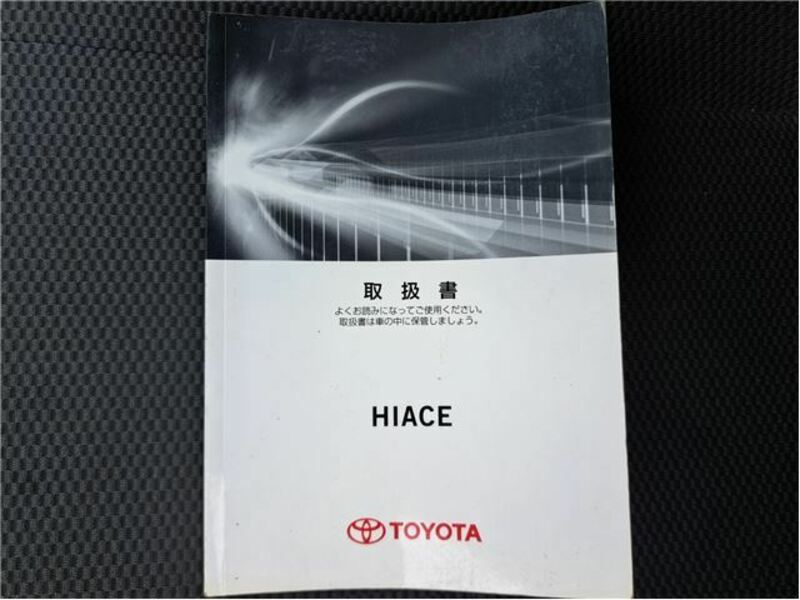 取扱書
よくお読みになってご使用ください。
取扱書は車の中に保管しましょう。
HIACE
TOYOTA